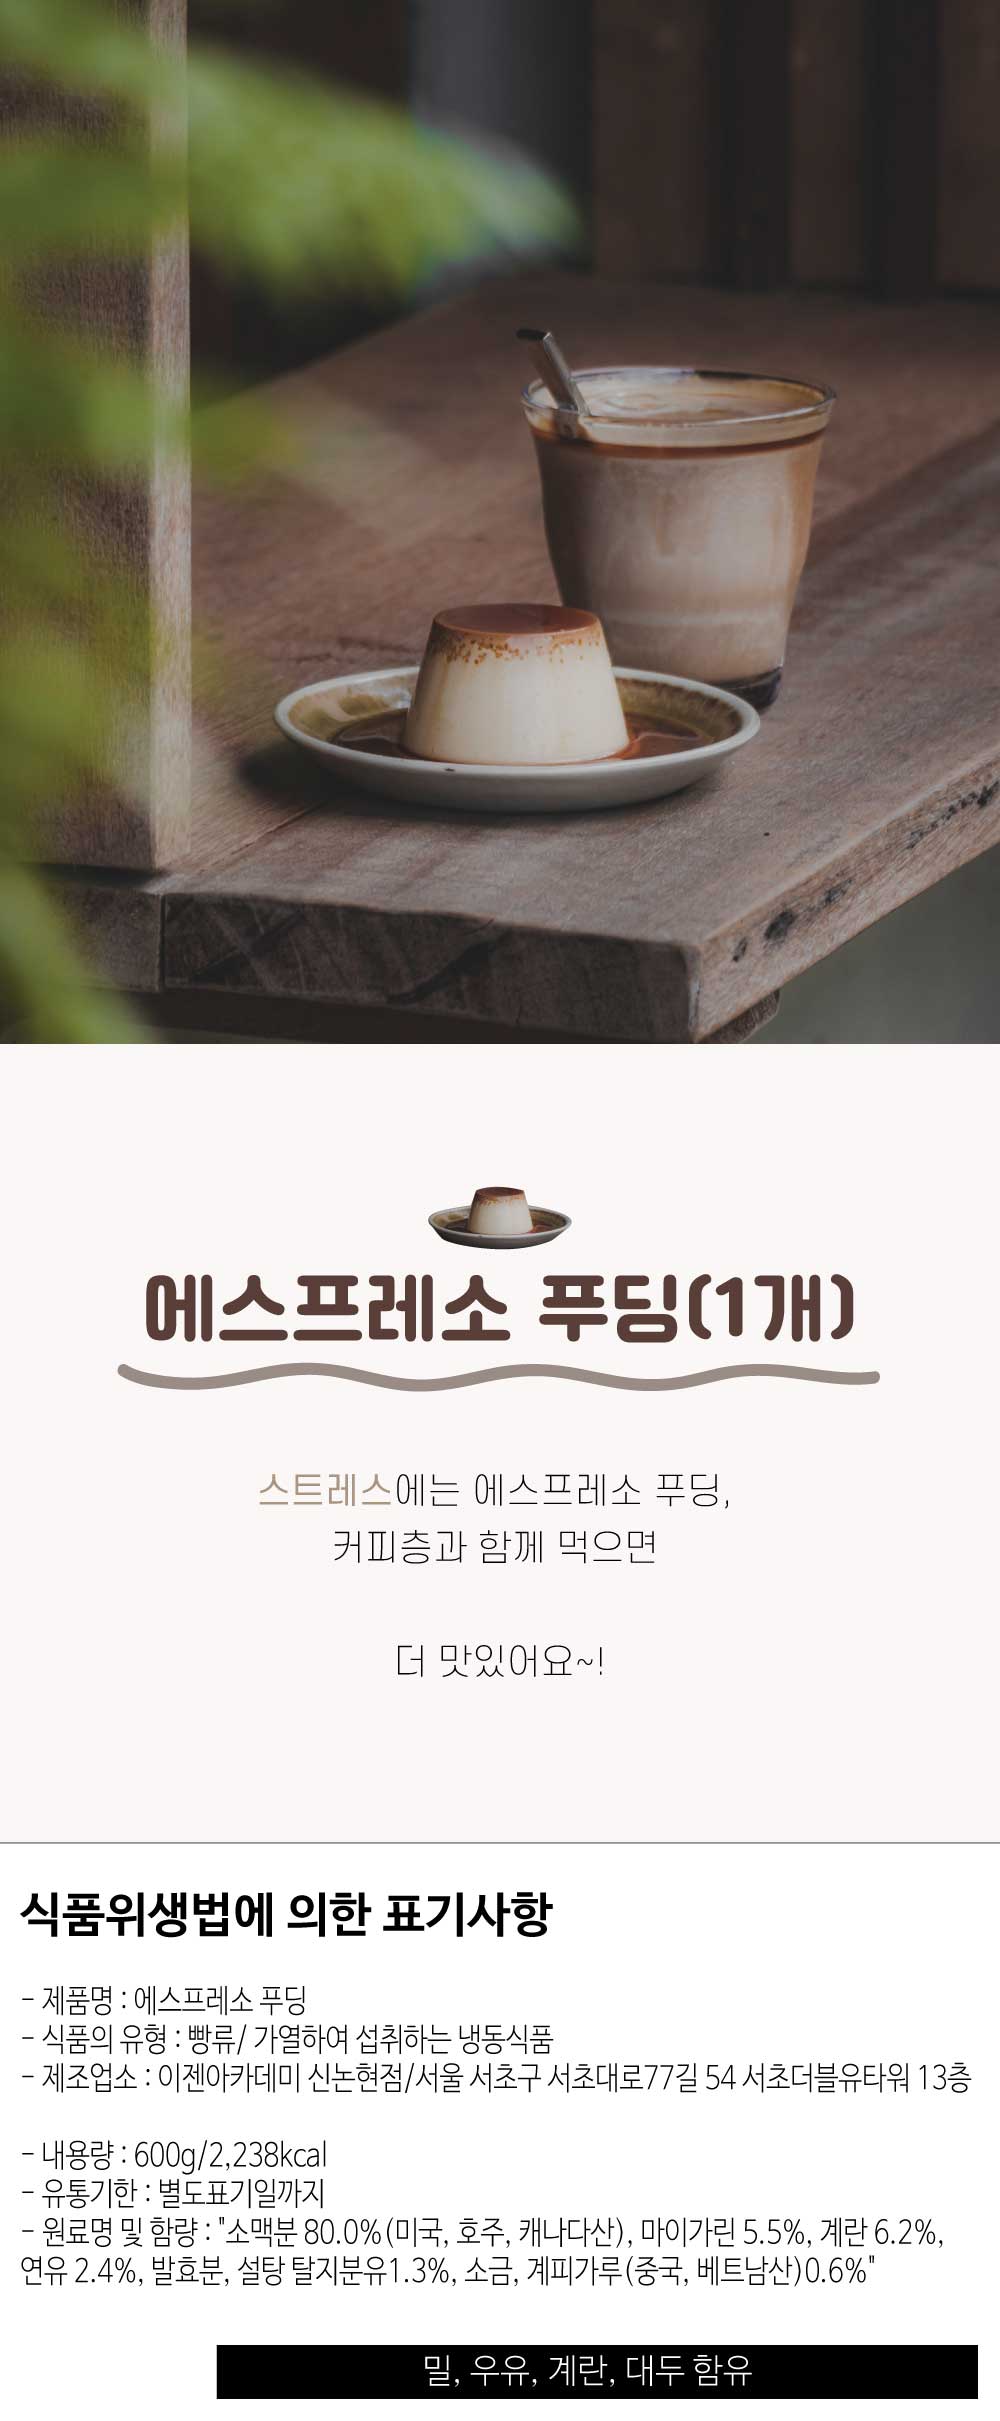 에스프레소 푸딩(1개)
스트레스에는 에스프레소 푸딩,
커피층과 함께 먹으면
더 맛있어요~!
식품위생법에 의한 표기사항
- 제품명 : 에스프레소 푸딩
- 식품의 유형 : 빵류/ 가열하여 섭취하는 냉동식품
- 제조업소 : 이젠아카데미 신논현점/서울 서초구 서초대로77길 54 서초더블유타워 13층
- 내용량 : 600g/2,238kcal
- 유통기한 : 별도표기일까지
- 원료명 및 함량 : "소맥분 80.0%(미국, 호주, 캐나다산), 마이가린 5.5%, 계란 6.2%,
연유 2.4%, 발효분, 설탕 탈지분유1.3%, 소금, 계피가루(중국, 베트남산)0.6%"
밀, 우유, 계란, 대두 함유